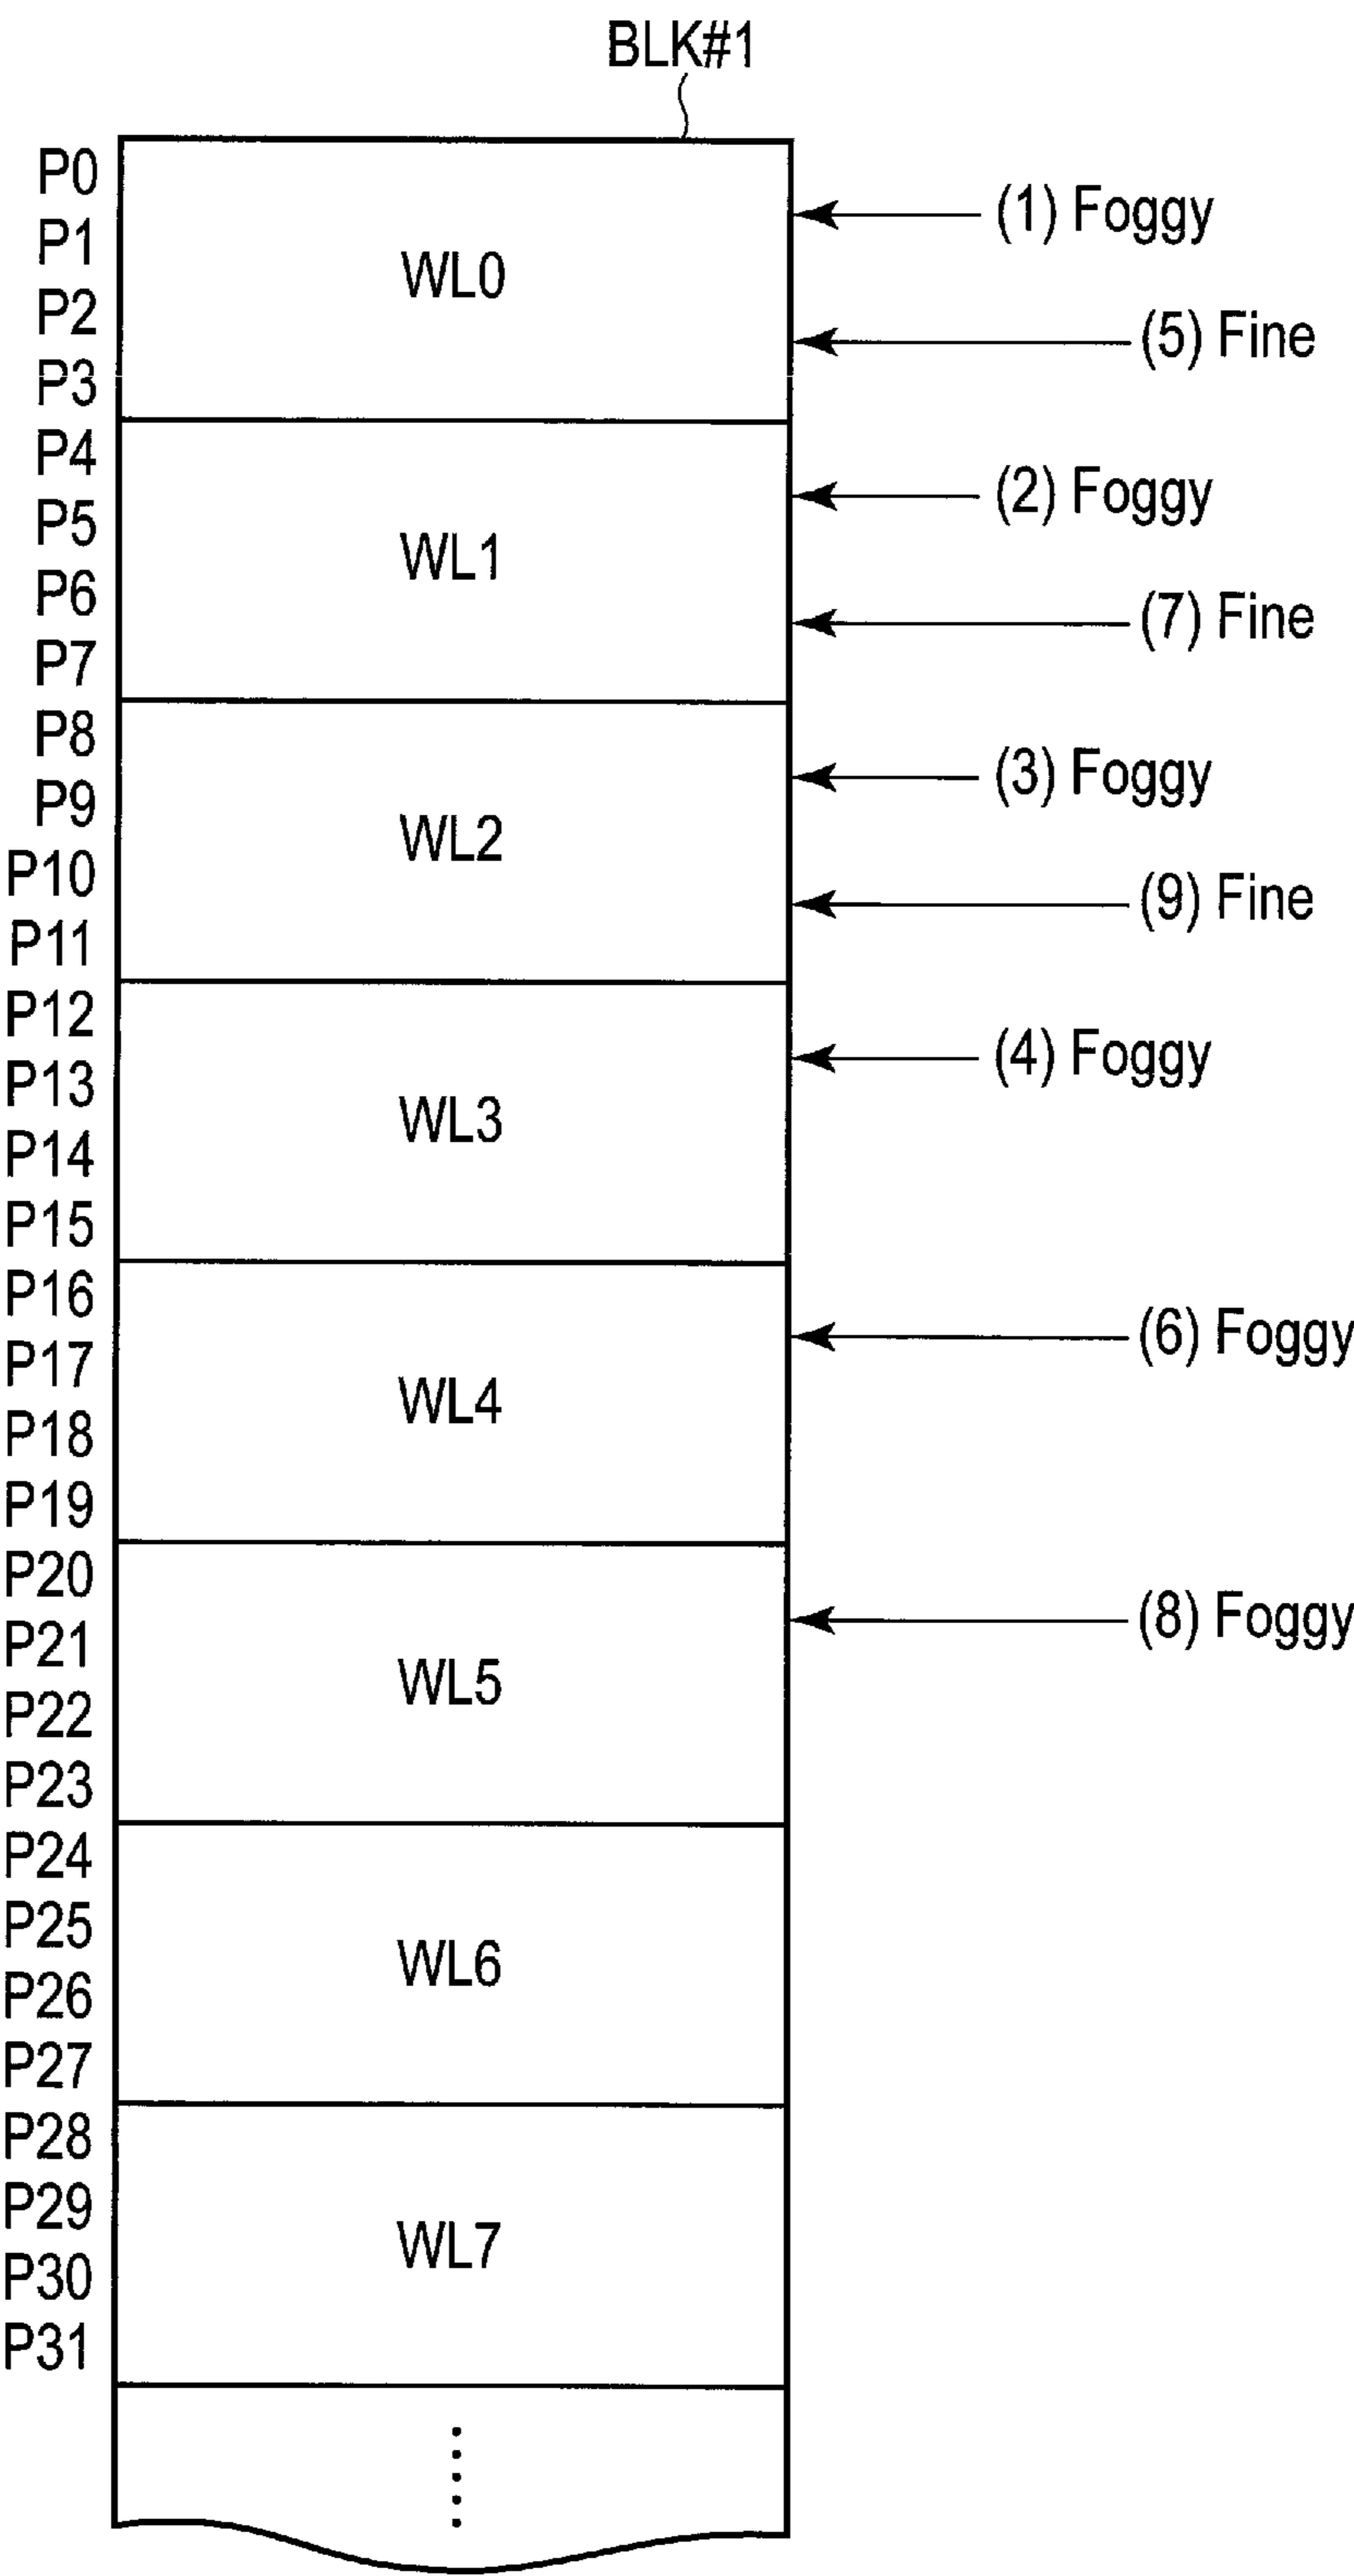 BLK#1
P0
P1
P2
P3
WL0
(1) Foggy
(5) Fine
P4
P5
P6
P7
WL1
(2) Foggy
(7) Fine
P8
P9
P10
P11
WL2
(3) Foggy
(9) Fine
P12
P13
P14
P15
WL3
(4) Foggy
P16
P17
P18
P19
WL4
(6) Foggy
P20
P21
P22
P23
WL5
(8) Foggy
P24
P25
P26
P27
WL6
P28
P29
P30
P31
WL7